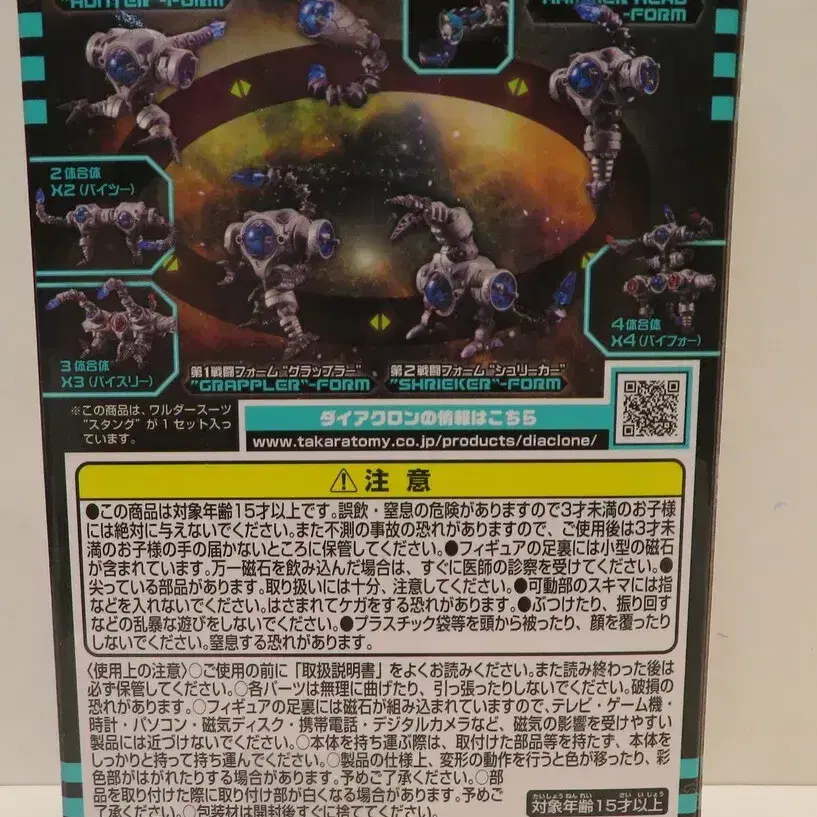 "HUNTER"-FORM
HAMMER HEAD"
-FORM
2体合体
X2(バイツー)
3体合体
X3(バイスリー)
4体合体
X4(バイフォー)
第1戦闘フォーム"グラップラー"
"GRAPPLER"-FORM
第2戦闘フォーム"シュリーカー"
"SHRIEKER"-FORM
※この商品は、ワルダースーツ
"スタング"が1セット入っ
ています。
ダイアクロンの情報はこちら
www.takaratomy.co.jp/products/diaclone/
注意
●この商品は対象年齢15才以上です。誤飲・窒息の危険がありますので3才未満のお子様
には絶対に与えないでください。また不測の事故の恐れがありますので、ご使用後は3才未
満のお子様の手の届かないところに保管してください。●フィギュアの足裏には小型の磁石
が含まれています。万一磁石を飲み込んだ場合は、すぐに医師の診察を受けてください。●
尖っている部品があります。取り扱いには十分、注意してください。●可動部のスキマには指
などを入れないでください。はさまれてケガをする恐れがあります。●ぶつけたり、振り回す
などの乱暴な遊びをしないでください。●プラスチック袋等を頭から被ったり、顔を覆ったり
しないでください。窒息する恐れがあります。
〈使用上の注意〉○ご使用の前に「取扱説明書」をよくお読みください。また読み終わった後は
必ず保管してください。○各パーツは無理に曲げたり、引っ張ったりしないでください。破損の
恐れがあります。○フィギュアの足裏には磁石が組み込まれていますので、テレビ・ゲーム機・
時計・パソコン・磁気ディスク・携帯電話・デジタルカメラなど、磁気の影響を受けやすい
製品には近づけないでください。○本体を持ち運ぶ際は、取付けた部品等を持たず、本体を
しっかりと持って持ち運んでください。○製品の仕様上、変形の動作を行うと色が移ったり、彩
色部がはがれたりする場合があります。予めご了承ください。○部
品を取り付けた際に取り付け部が白くなる場合があります。予めご
了承ください。○包装材は開封後すぐに捨ててください。
たいしょうねんれい さい いじょう
対象年齢15才以上